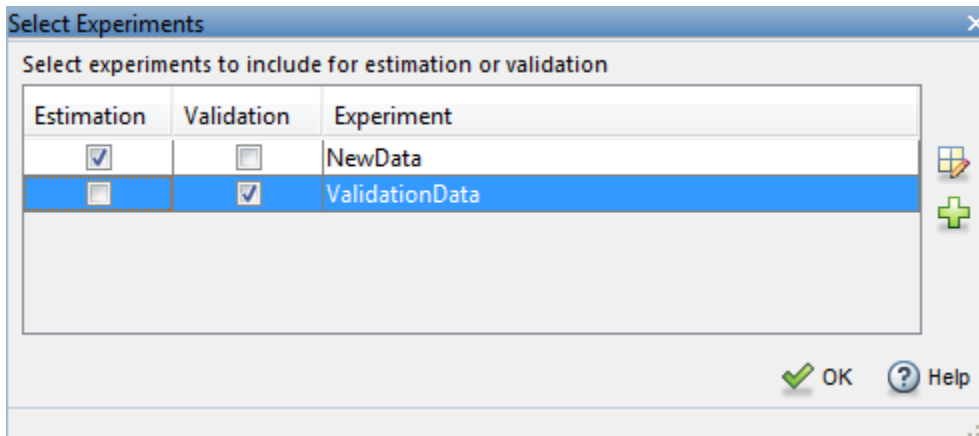 Select Experiments
Select experiments to include for estimation or validation
Estimation Validation Experiment
NewData
ValidationData
OK Help